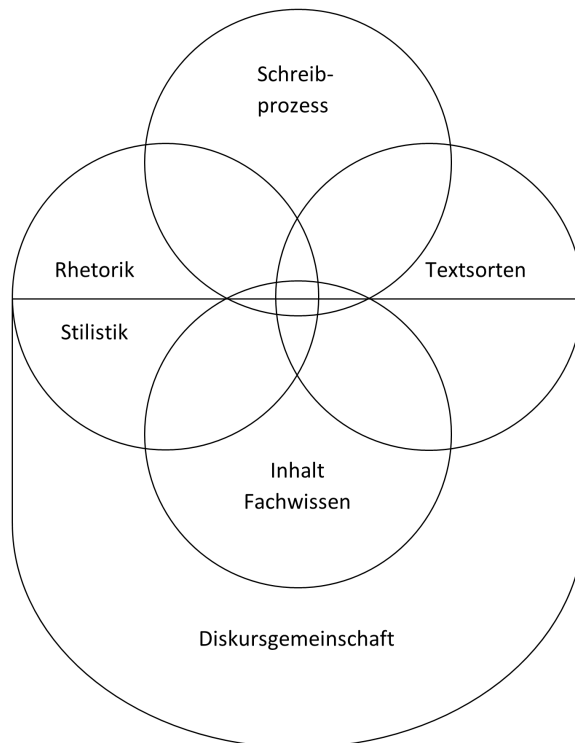 Schreib-
prozess
Rhetorik
Textsorten
Stilistik
Inhalt
Fachwissen
Diskursgemeinschaft